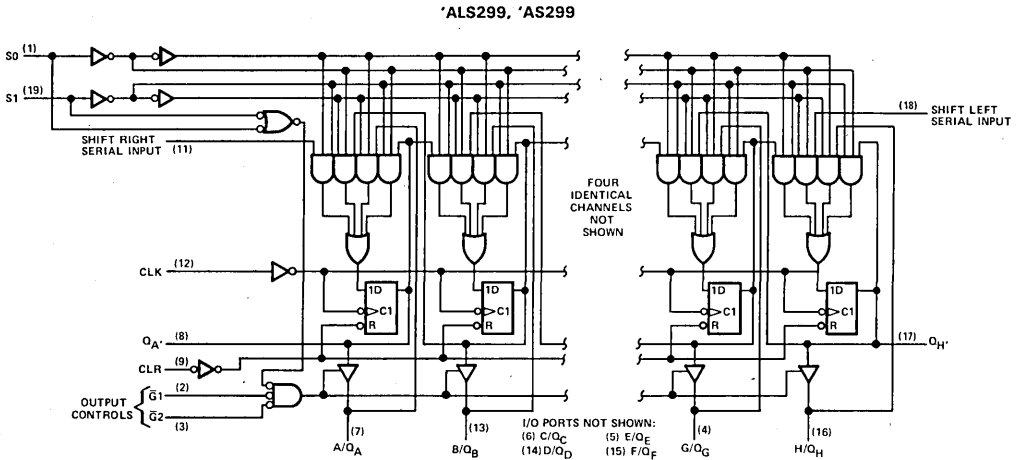 'ALS299, 'AS299
S0 (1)
S1 (19)
(18) SHIFT LEFT
SERIAL INPUT
SHIFT RIGHT
SERIAL INPUT (11)
FOUR
IDENTICAL
CHANNELS
NOT
SHOWN
CLK (12)
1D
C1
R
1D
C1
R
1D
C1
R
1D
C1
R
QA' (8)
(17) QH'
CLR (9)
OUTPUT
CONTROLS
G̅1 (2)
G̅2
(3)
(7)
A/QA
(13)
B/QB
I/O PORTS NOT SHOWN:
(6) C/QC (5) E/QE
(14) D/QD (15) F/QF
(4)
G/QG
(16)
H/QH